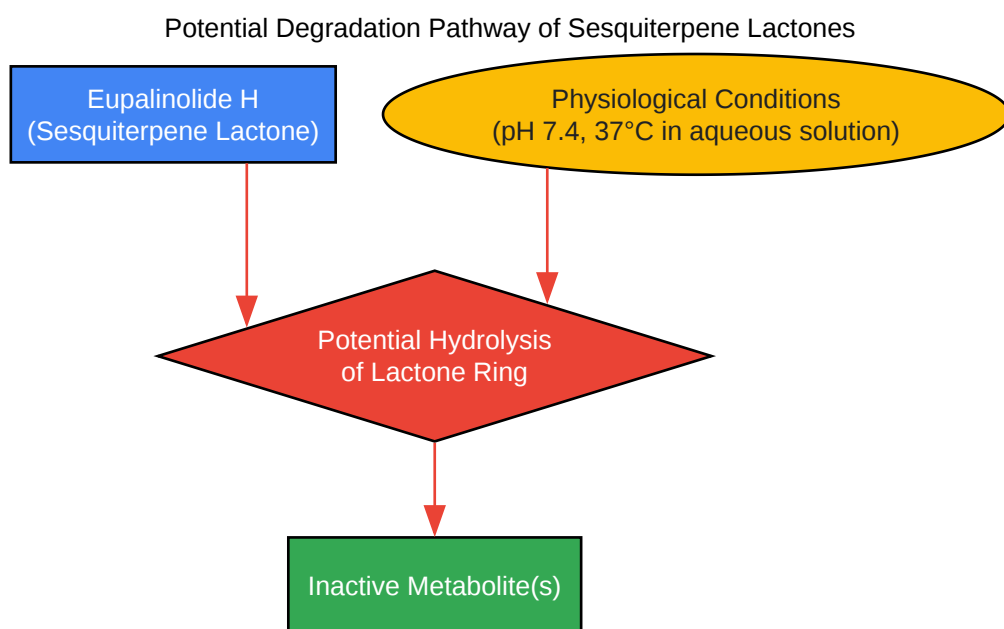 Potential Degradation Pathway of Sesquiterpene Lactones
Eupalinolide H
(Sesquiterpene Lactone)
Physiological Conditions
(pH 7.4, 37°C in aqueous solution)
Potential Hydrolysis
of Lactone Ring
Inactive Metabolite(s)